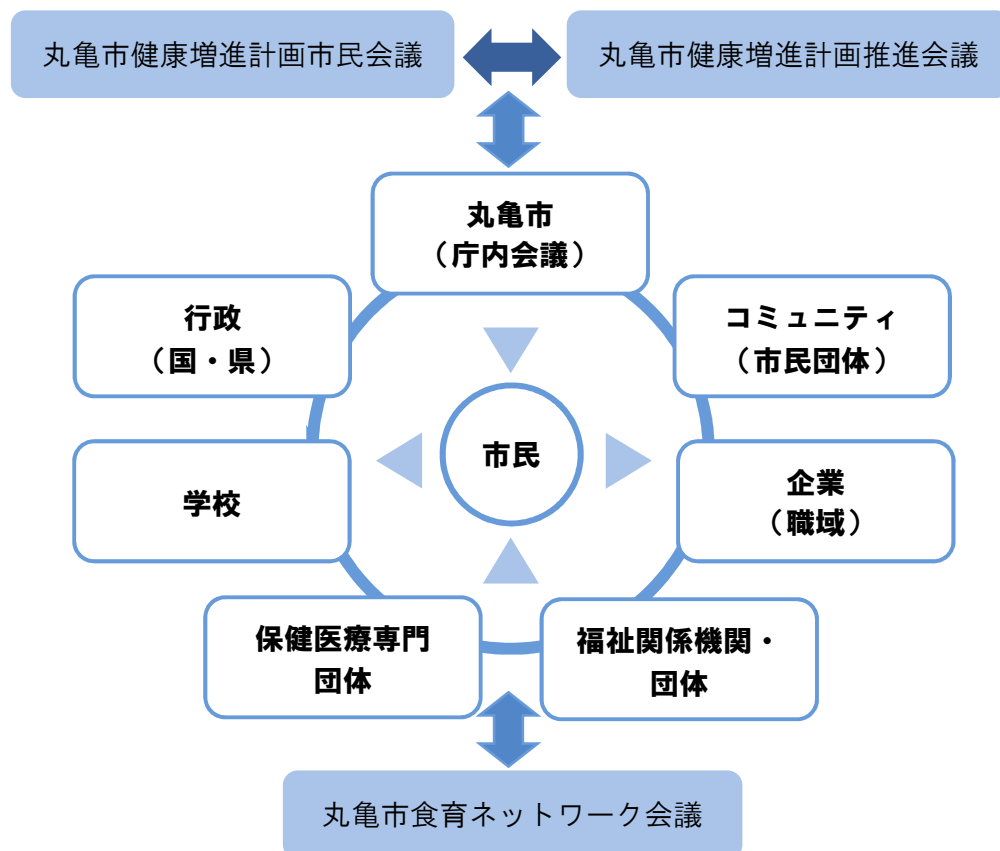 丸亀市健康増進計画市民会議
丸亀市健康増進計画推進会議
丸亀市
（庁内会議）
行政
（国・県）
コミュニティ
（市民団体）
市民
学校
企業
（職域）
保健医療専門
団体
福祉関係機関・
団体
丸亀市食育ネットワーク会議